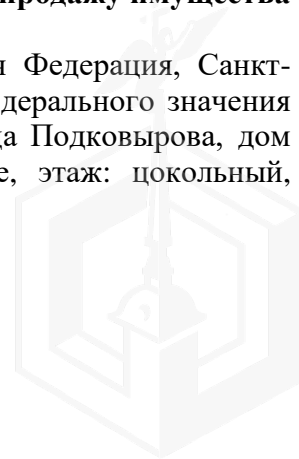 продажу имущества
я Федерация, Санкт-
дерального значения
да Подковырова, дом
е, этаж: цокольный,